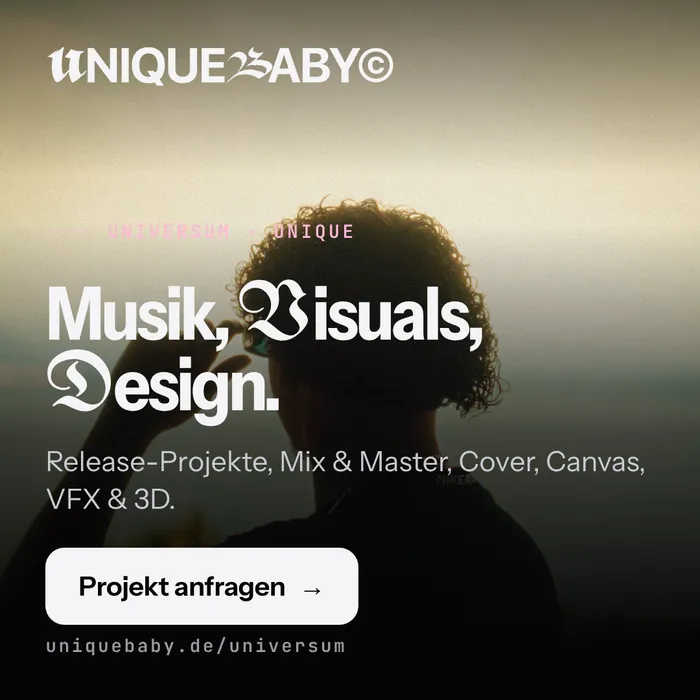 UNIQUEBABY©
UNIVERSUM · UNIQUE
Musik, Visuals,
Design.
Release-Projekte, Mix & Master, Cover, Canvas,
VFX & 3D.
Projekt anfragen →
uniquebaby.de/universum